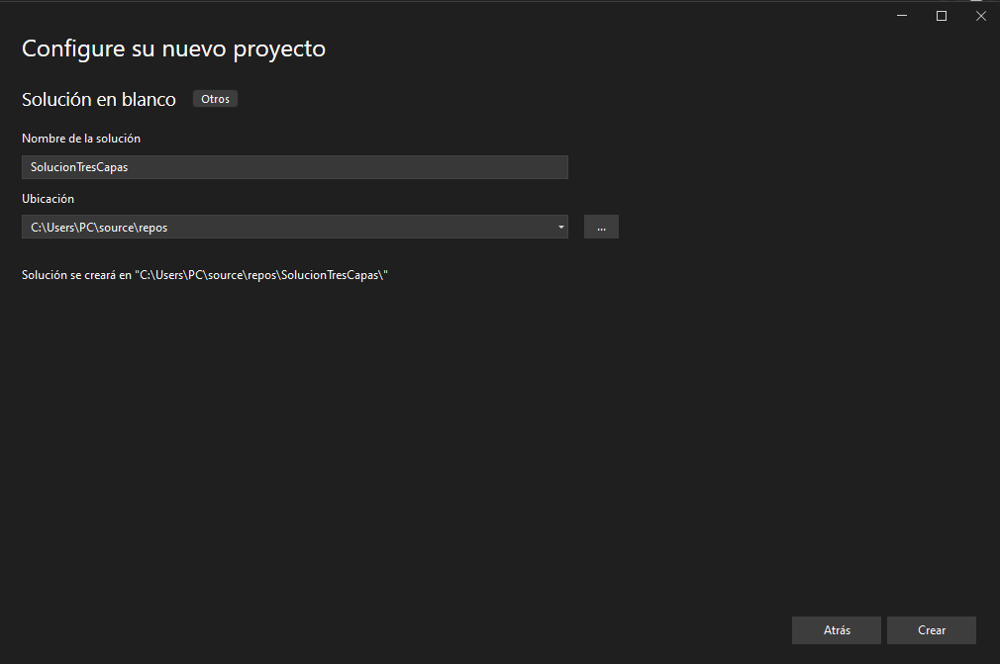 Configure su nuevo proyecto
Solución en blanco Otros
Nombre de la solución
SolucionTresCapas
Ubicación
C:\Users\PC\source\repos
...
Solución se creará en "C:\Users\PC\source\repos\SolucionTresCapas\"
Atrás Crear